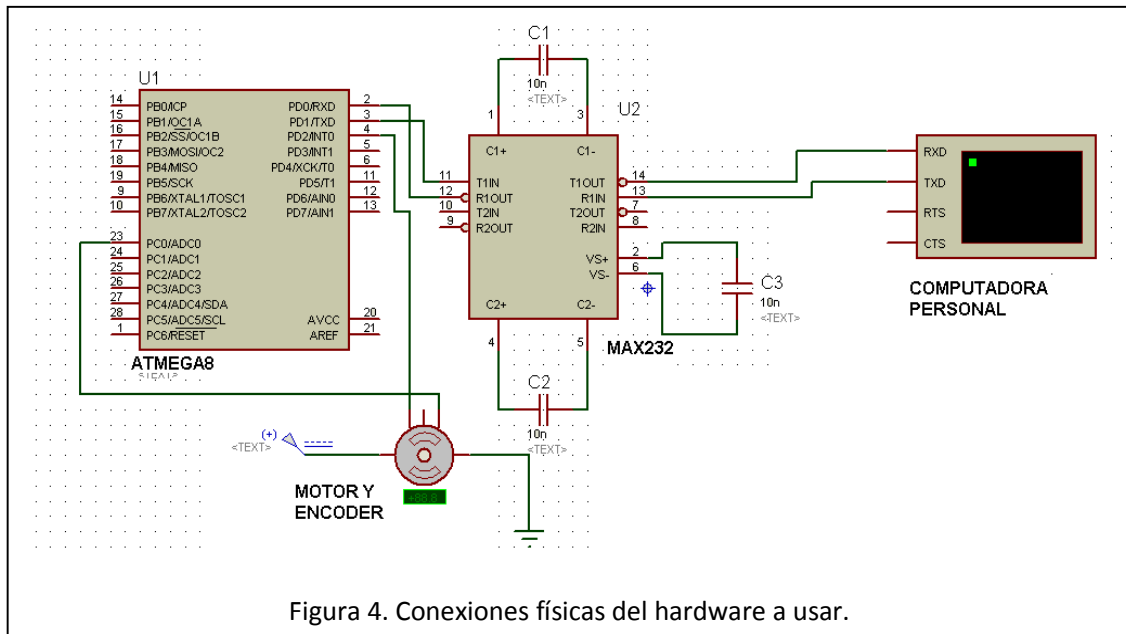 U1
14 PB0/ICP PD0/RXD 2
15 PB1/OC1A PD1/TXD 3
16 PB2/SS/OC1B PD2/INT0 4
17 PB3/MOSI/OC2 PD3/INT1 5
18 PB4/MISO PD4/XCK/T0 6
19 PB5/SCK PD5/T1 11
9 PB6/XTAL1/TOSC1 PD6/AIN0 12
10 PB7/XTAL2/TOSC2 PD7/AIN1 13
23 PC0/ADC0
24 PC1/ADC1
25 PC2/ADC2
26 PC3/ADC3
27 PC4/ADC4/SDA
28 PC5/ADC5/SCL AVCC 20
1 PC6/RESET AREF 21
ATMEGA8
C1
10n
<TEXT>
U2
1 3
C1+ C1-
11 T1IN T1OUT 14
12 R1OUT R1IN 13
10 T2IN T2OUT 7
9 R2OUT R2IN 8
VS+ 2
VS- 6
C2+ C2-
4 5
MAX232
C2
10n
<TEXT>
C3
10n
<TEXT>
RXD
TXD
RTS
CTS
COMPUTADORA
PERSONAL
(+)
<TEXT>
+88.8
MOTOR Y
ENCODER
Figura 4. Conexiones físicas del hardware a usar.